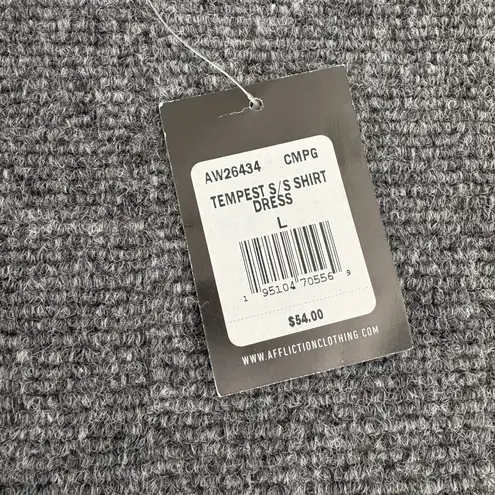 AW26434 CMPG
TEMPEST S/S SHIRT
DRESS
L
1 95104 70556 9
$54.00
WWW.AFFLICTIONCLOTHING.COM